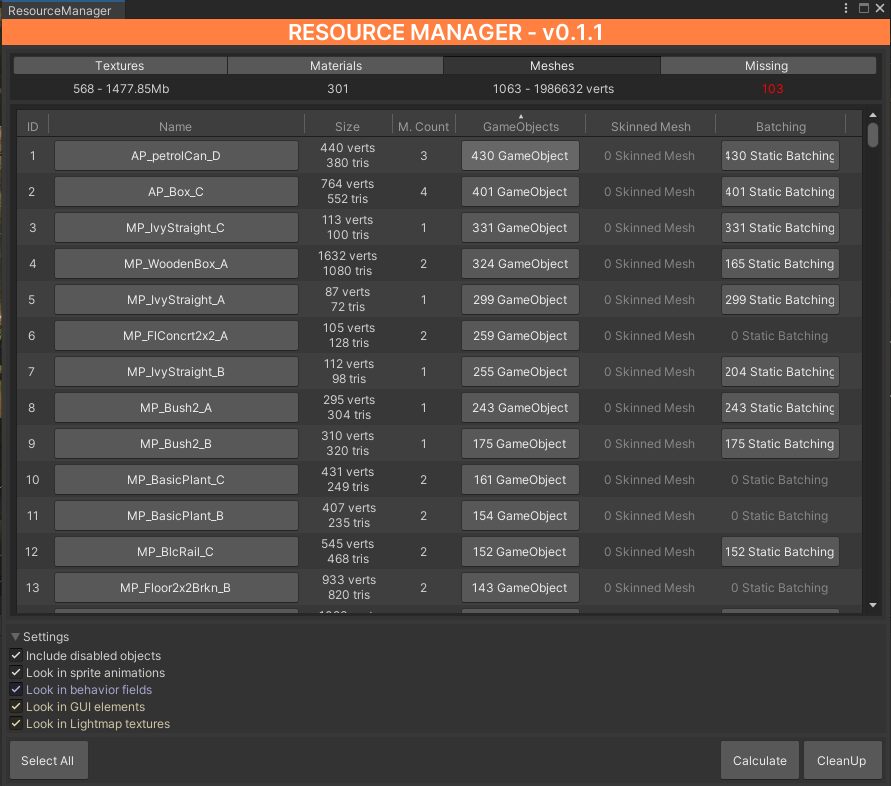 ResourceManager
RESOURCE MANAGER - v0.1.1
Textures Materials Meshes Missing
568 - 1477.85Mb 301 1063 - 1986632 verts 103
ID Name Size M. Count GameObjects Skinned Mesh Batching
1 AP_petrolCan_D 440 verts 380 tris 3 430 GameObject 0 Skinned Mesh 430 Static Batching
2 AP_Box_C 764 verts 552 tris 4 401 GameObject 0 Skinned Mesh 401 Static Batching
3 MP_IvyStraight_C 113 verts 100 tris 1 331 GameObject 0 Skinned Mesh 331 Static Batching
4 MP_WoodenBox_A 1632 verts 1080 tris 2 324 GameObject 0 Skinned Mesh 165 Static Batching
5 MP_IvyStraight_A 87 verts 72 tris 1 299 GameObject 0 Skinned Mesh 299 Static Batching
6 MP_FlConcrt2x2_A 105 verts 128 tris 2 259 GameObject 0 Skinned Mesh 0 Static Batching
7 MP_IvyStraight_B 112 verts 98 tris 1 255 GameObject 0 Skinned Mesh 204 Static Batching
8 MP_Bush2_A 295 verts 304 tris 1 243 GameObject 0 Skinned Mesh 243 Static Batching
9 MP_Bush2_B 310 verts 320 tris 1 175 GameObject 0 Skinned Mesh 175 Static Batching
10 MP_BasicPlant_C 431 verts 249 tris 2 161 GameObject 0 Skinned Mesh 0 Static Batching
11 MP_BasicPlant_B 407 verts 235 tris 2 154 GameObject 0 Skinned Mesh 0 Static Batching
12 MP_BlcRail_C 545 verts 468 tris 2 152 GameObject 0 Skinned Mesh 152 Static Batching
13 MP_Floor2x2Brkn_B 933 verts 820 tris 2 143 GameObject 0 Skinned Mesh 0 Static Batching
Settings
Include disabled objects
Look in sprite animations
Look in behavior fields
Look in GUI elements
Look in Lightmap textures
Select All Calculate CleanUp